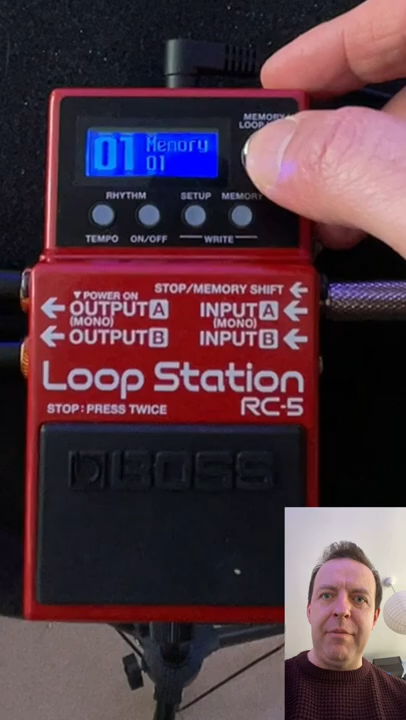 MEMORY/
LOOP
01 Memory
01
RHYTHM
SETUP
MEMORY
TEMPO
ON/OFF
WRITE
STOP/MEMORY SHIFT
▼POWER ON
OUTPUT A
INPUT A
(MONO)
(MONO)
OUTPUT B
INPUT B
Loop Station
STOP : PRESS TWICE
RC-5
BOSS